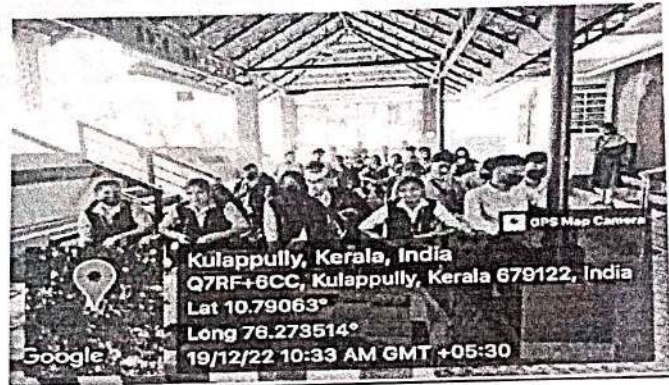 GPS Map Camera
Kulappully, Kerala, India
Q7RF+6CC, Kulappully, Kerala 679122, India
Lat 10.79063°
Long 76.273514°
19/12/22 10:33 AM GMT +05:30
Google